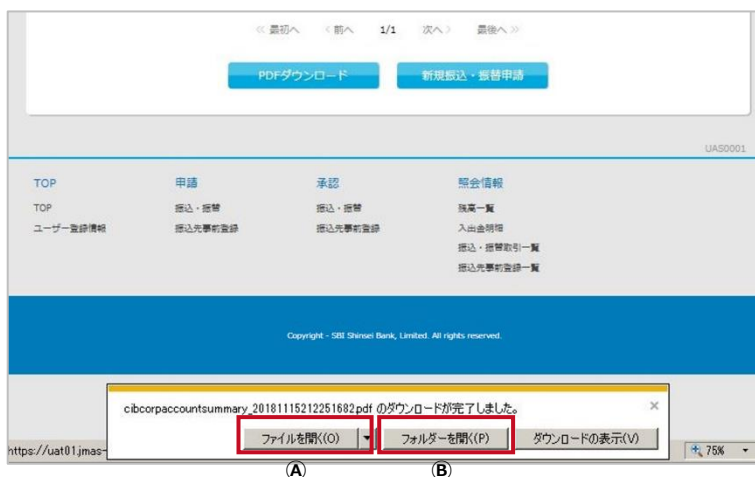 ≪ 最初へ ＜前へ 1/1 次へ＞ 最後へ ≫
PDFダウンロード 新規振込・振替申請
UAS0001
TOP 申請 承認 照会情報
TOP 振込・振替 振込・振替 残高一覧
ユーザー登録情報 振込先事前登録 振込先事前登録 入出金明細
振込・振替取引一覧
振込先事前登録一覧
Copyright - SBI Shinsei Bank, Limited. All rights reserved.
cibcorpaccountsummary_20181115212251682.pdf のダウンロードが完了しました。 ×
ファイルを開く(O) ▼ フォルダーを開く(P) ダウンロードの表示(V)
https://uat01.jmas- 75%
Ⓐ Ⓑ